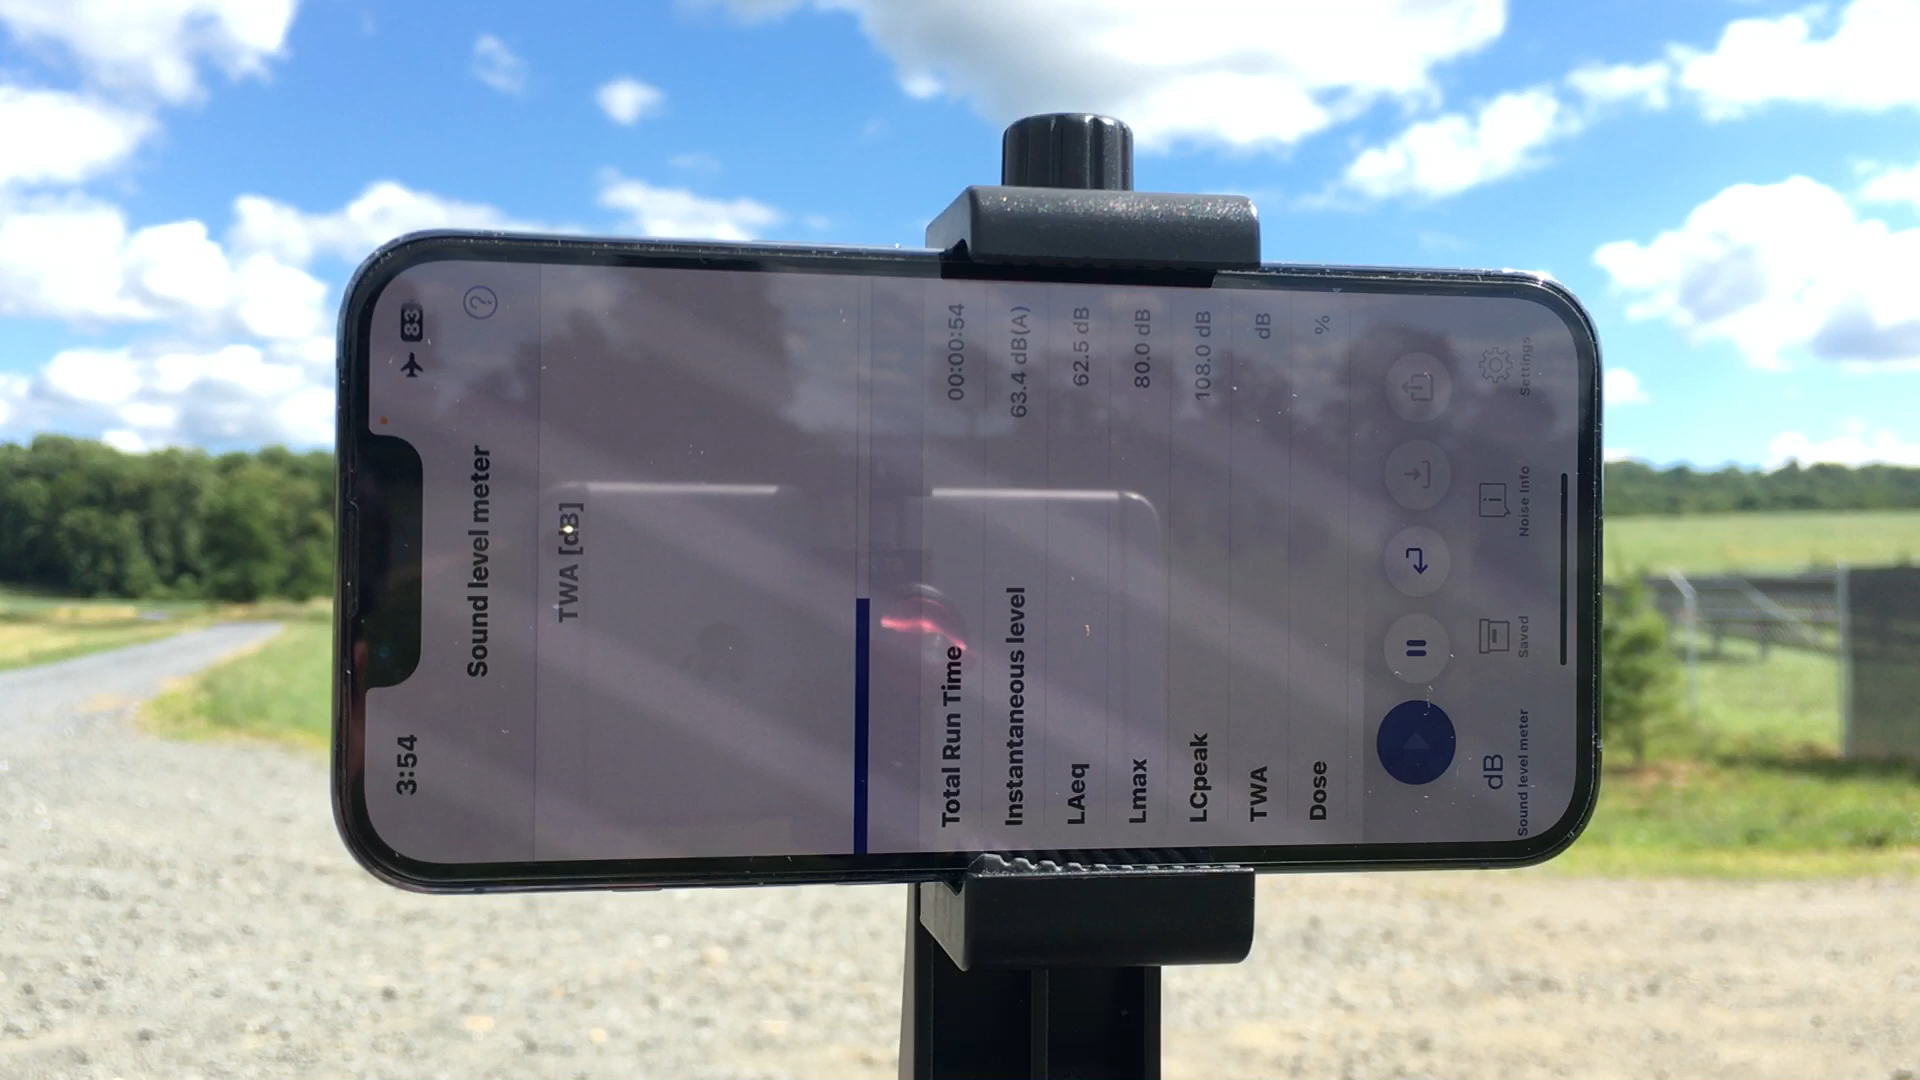 3:54
83
Sound level meter
?
TWA [dB]
Total Run Time 00:00:54
Instantaneous level 63.4 dB(A)
LAeq 62.5 dB
Lmax 80.0 dB
LCpeak 108.0 dB
TWA dB
Dose %
dB
Sound level meter
Saved
Noise Info
Settings